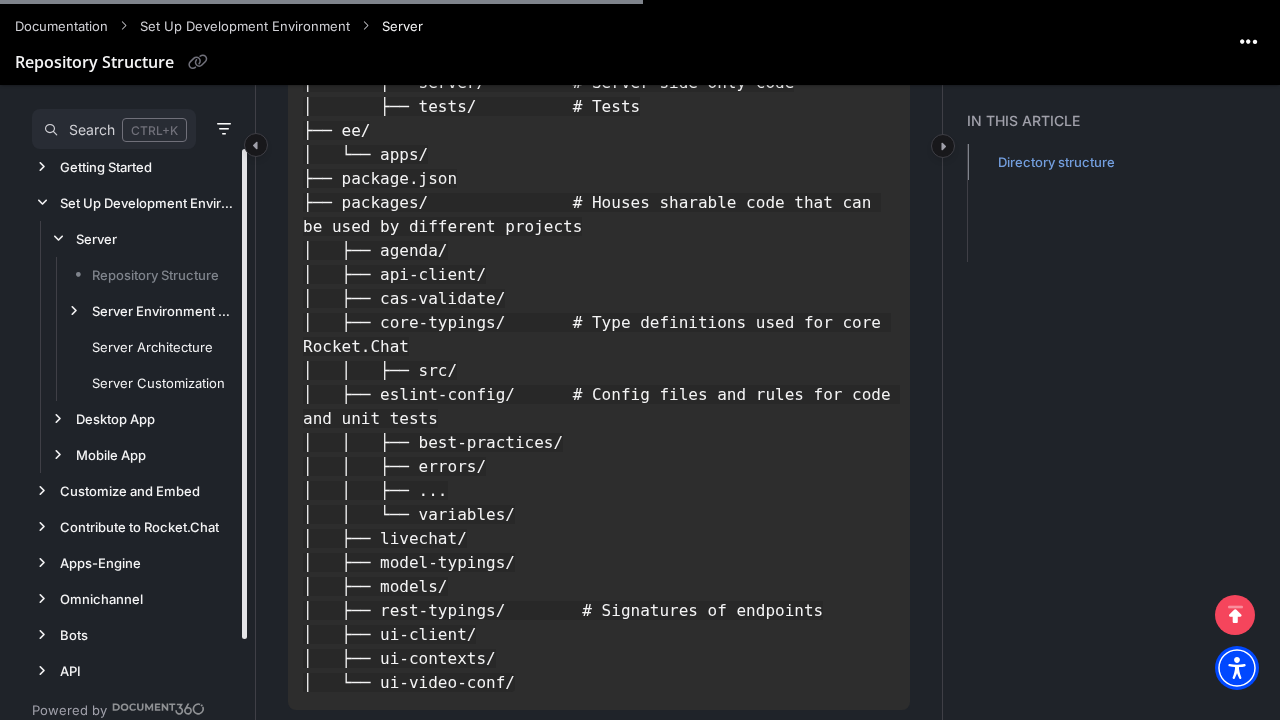 Documentation > Set Up Development Environment > Server
Repository Structure
Search CTRL+K
Getting Started
Set Up Development Envir...
Server
Repository Structure
Server Environment ...
Server Architecture
Server Customization
Desktop App
Mobile App
Customize and Embed
Contribute to Rocket.Chat
Apps-Engine
Omnichannel
Bots
API
Powered by DOCUMENT360
│       ├── server/         # Server-side only code
│       ├── tests/          # Tests
├── ee/
│   └── apps/
├── package.json
├── packages/               # Houses sharable code that can
be used by different projects
│   ├── agenda/
│   ├── api-client/
│   ├── cas-validate/
│   ├── core-typings/       # Type definitions used for core
Rocket.Chat
│   │   ├── src/
│   ├── eslint-config/      # Config files and rules for code
and unit tests
│   │   ├── best-practices/
│   │   ├── errors/
│   │   ├── ...
│   │   └── variables/
│   ├── livechat/
│   ├── model-typings/
│   ├── models/
│   ├── rest-typings/        # Signatures of endpoints
│   ├── ui-client/
│   ├── ui-contexts/
│   └── ui-video-conf/
IN THIS ARTICLE
Directory structure